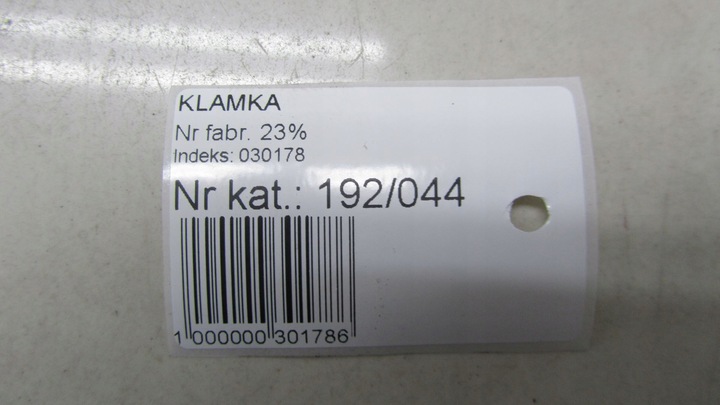 KLAMKA
Nr fabr. 23%
Indeks: 030178
Nr kat.: 192/044
1 000000 301786